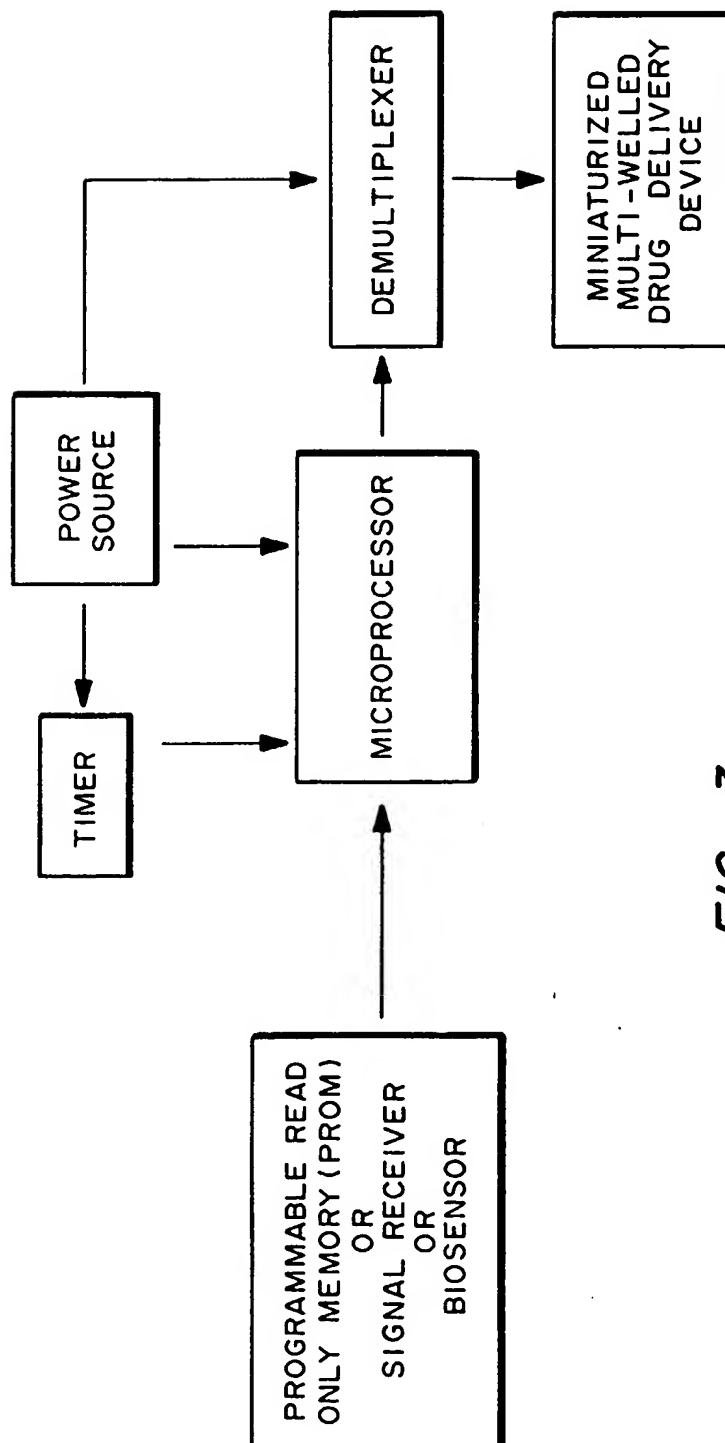 TIMER
POWER
SOURCE
PROGRAMMABLE READ
ONLY MEMORY (PROM)
OR
SIGNAL RECEIVER
OR
BIOSENSOR
MICROPROCESSOR
DEMULTIPLEXER
MINIATURIZED
MULTI-WELLED
DRUG DELIVERY
DEVICE